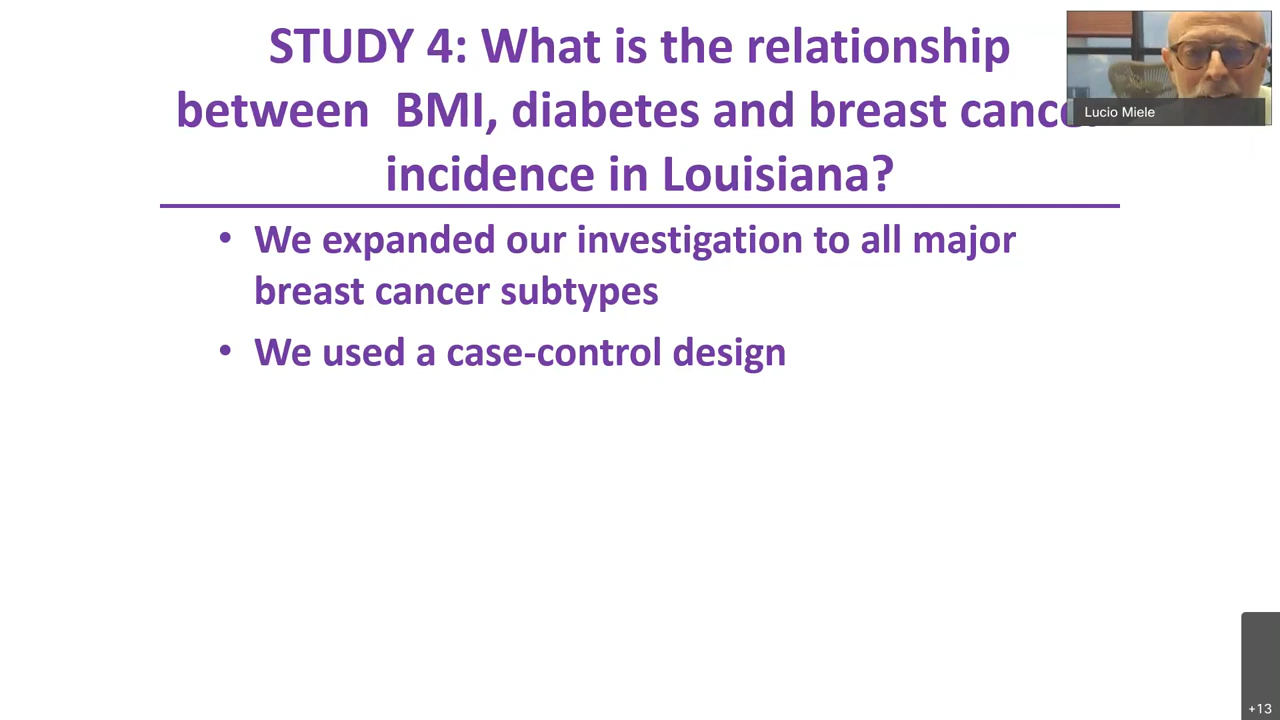 STUDY 4: What is the relationship
between BMI, diabetes and breast cancer
incidence in Louisiana?
Lucio Miele
• We expanded our investigation to all major
breast cancer subtypes
• We used a case-control design
+13